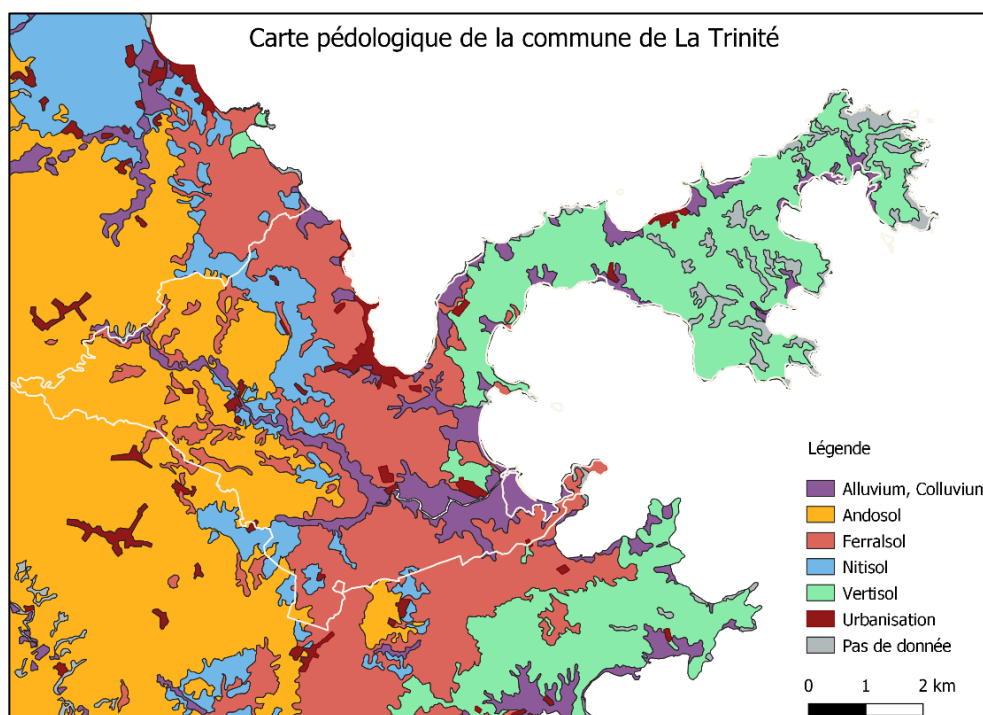 Carte pédologique de la commune de La Trinité
Légende
Alluvium, Colluvium
Andosol
Ferralsol
Nitisol
Vertisol
Urbanisation
Pas de donnée
0 1 2 km